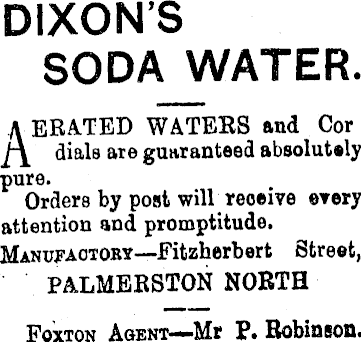 DIXON'S
SODA WATER.
AERATED WATERS and Cor
dials are guaranteed absolutely
pure.
Orders by post will receive every
attention and promptitude.
MANUFACTORY—Fitzherbert Street,
PALMERSTON NORTH
FOXTON AGENT—Mr P. Robinson.